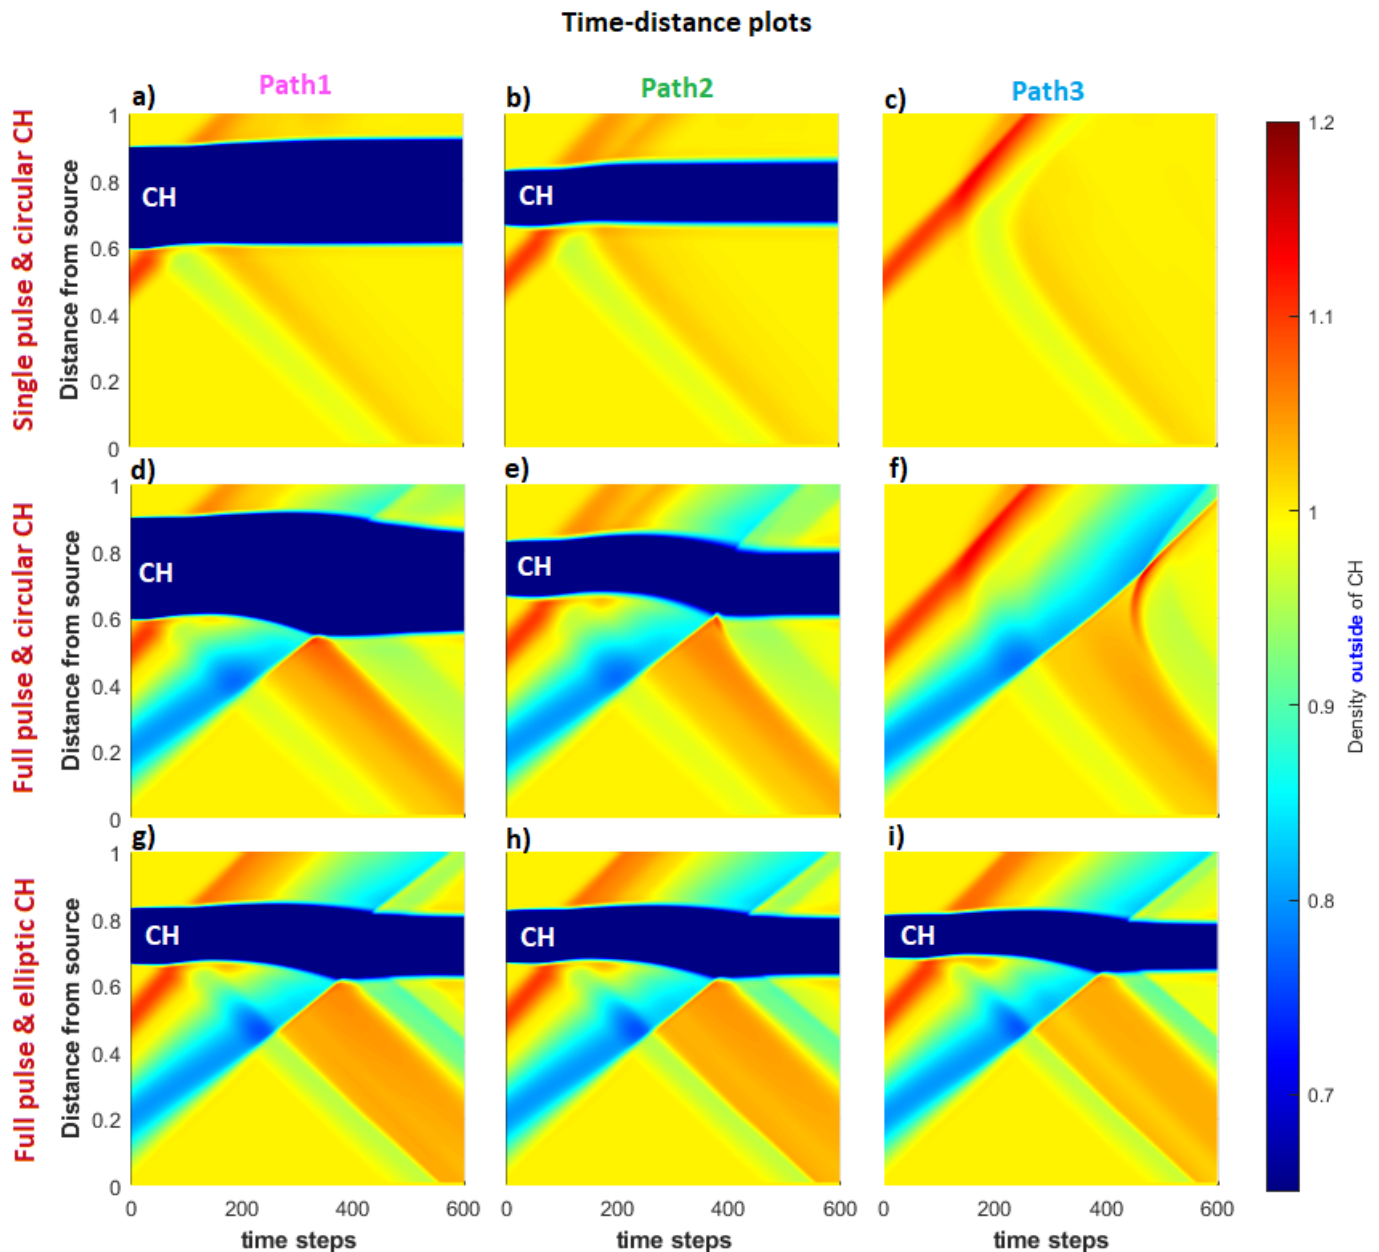 Time-distance plots
Path1
Path2
Path3
a)
b)
c)
Single pulse & circular CH
Distance from source
1
0.8
0.6
0.4
0.2
0
CH
CH
d)
e)
f)
Full pulse & circular CH
Distance from source
1
0.8
0.6
0.4
0.2
0
CH
CH
g)
h)
i)
Full pulse & elliptic CH
Distance from source
1
0.8
0.6
0.4
0.2
0
CH
CH
CH
0 200 400 600
0 200 400 600
0 200 400 600
time steps
time steps
time steps
1.2
1.1
1
0.9
0.8
0.7
Density outside of CH